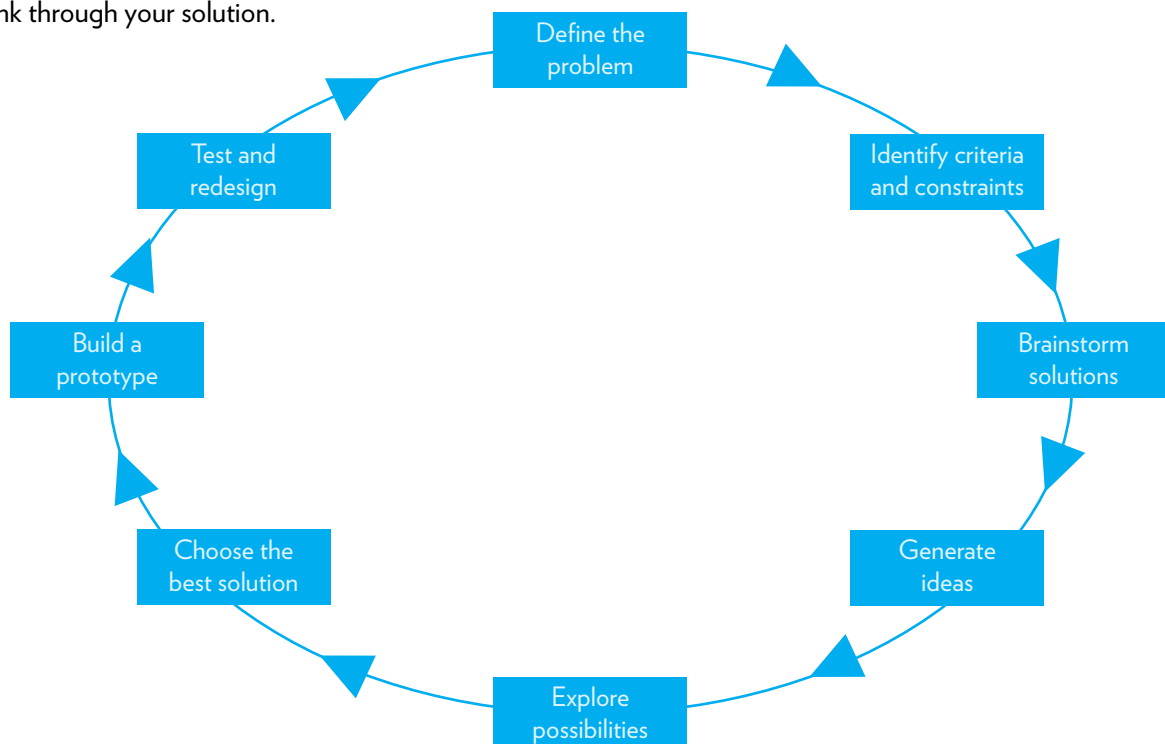 through your solution.
Define the
problem
Identify criteria
and constraints
Brainstorm
solutions
Generate
ideas
Explore
possibilities
Choose the
best solution
Build a
prototype
Test and
redesign